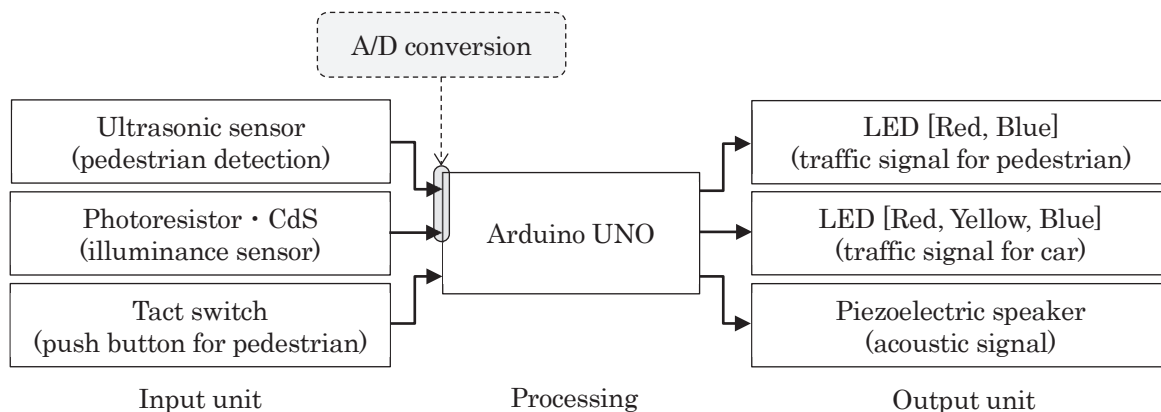 A/D conversion
Ultrasonic sensor
(pedestrian detection)
Photoresistor・CdS
(illuminance sensor)
Tact switch
(push button for pedestrian)
Input unit
Arduino UNO
Processing
LED [Red, Blue]
(traffic signal for pedestrian)
LED [Red, Yellow, Blue]
(traffic signal for car)
Piezoelectric speaker
(acoustic signal)
Output unit